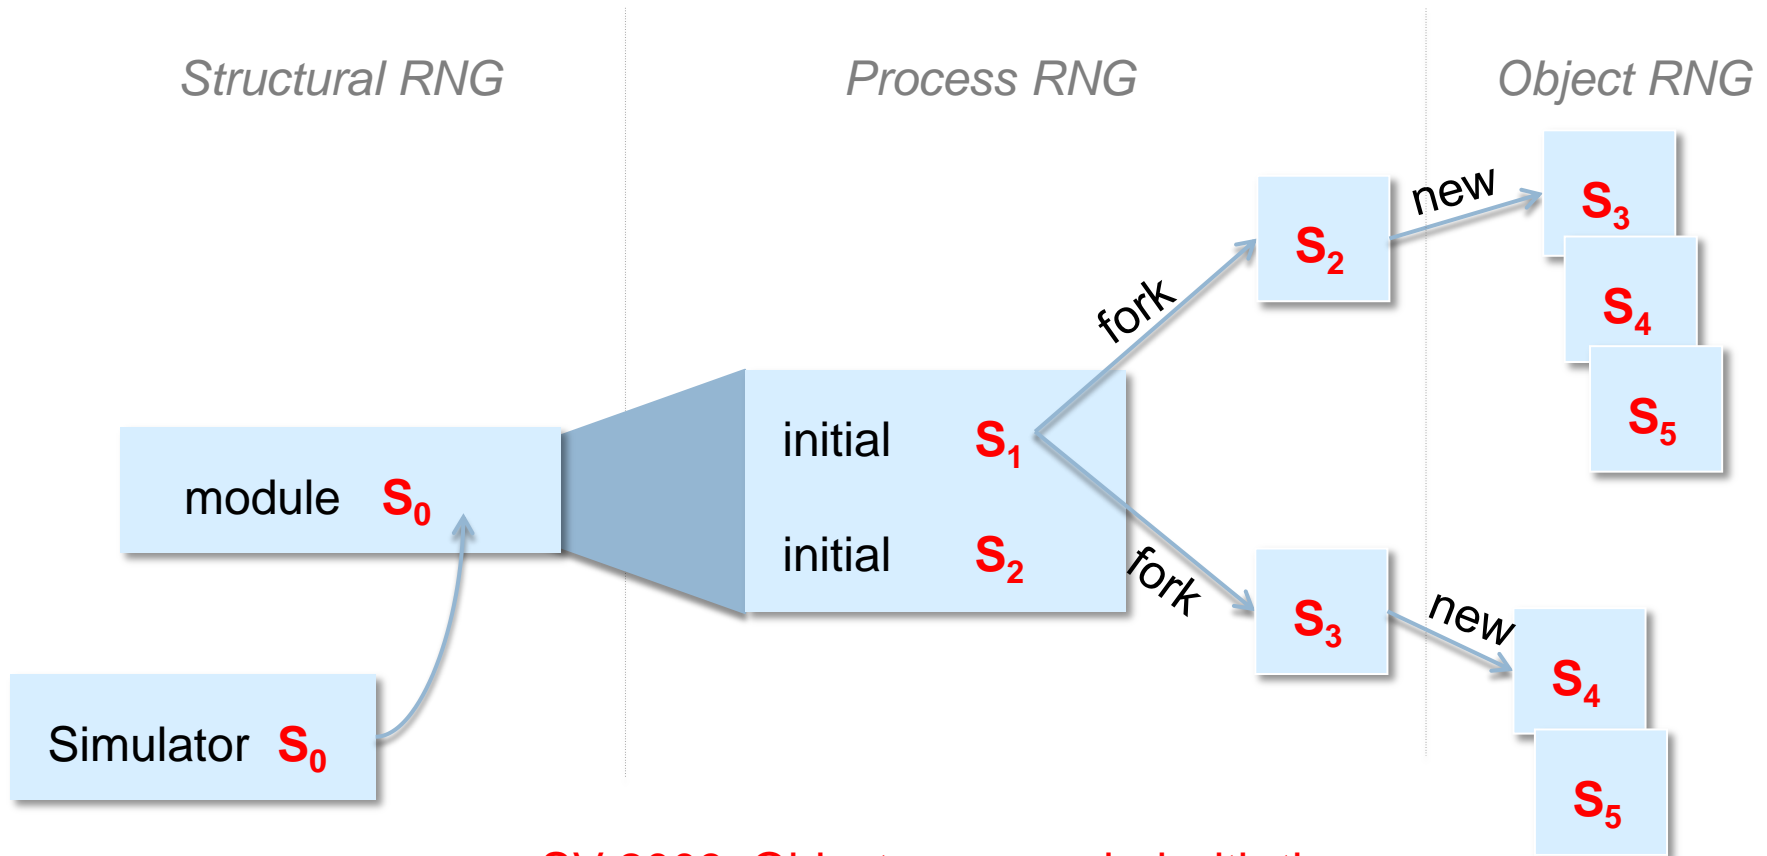 Structural RNG
Process RNG
Object RNG
new
S3
S2
S4
fork
S5
initial S1
module S0
initial S2
fork
S3
new
S4
Simulator S0
S5